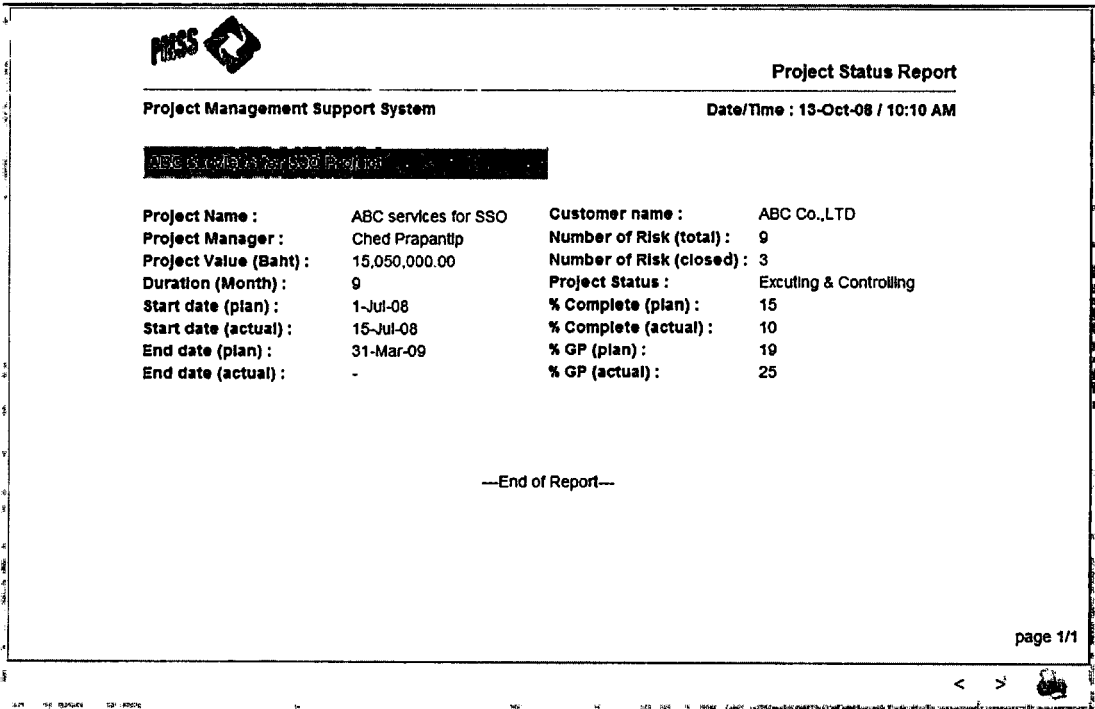 PMSS
Project Status Report
Project Management Support System
Date/Time : 13-Oct-08 / 10:10 AM
ABC services for SSO Project
Project Name : ABC services for SSO Customer name : ABC Co.,LTD
Project Manager : Ched Prapantip Number of Risk (total) : 9
Project Value (Baht) : 15,050,000.00 Number of Risk (closed) : 3
Duration (Month) : 9 Project Status : Excuting & Controlling
Start date (plan) : 1-Jul-08 % Complete (plan) : 15
Start date (actual) : 15-Jul-08 % Complete (actual) : 10
End date (plan) : 31-Mar-09 % GP (plan) : 19
End date (actual) : - % GP (actual) : 25
---End of Report---
page 1/1
< >